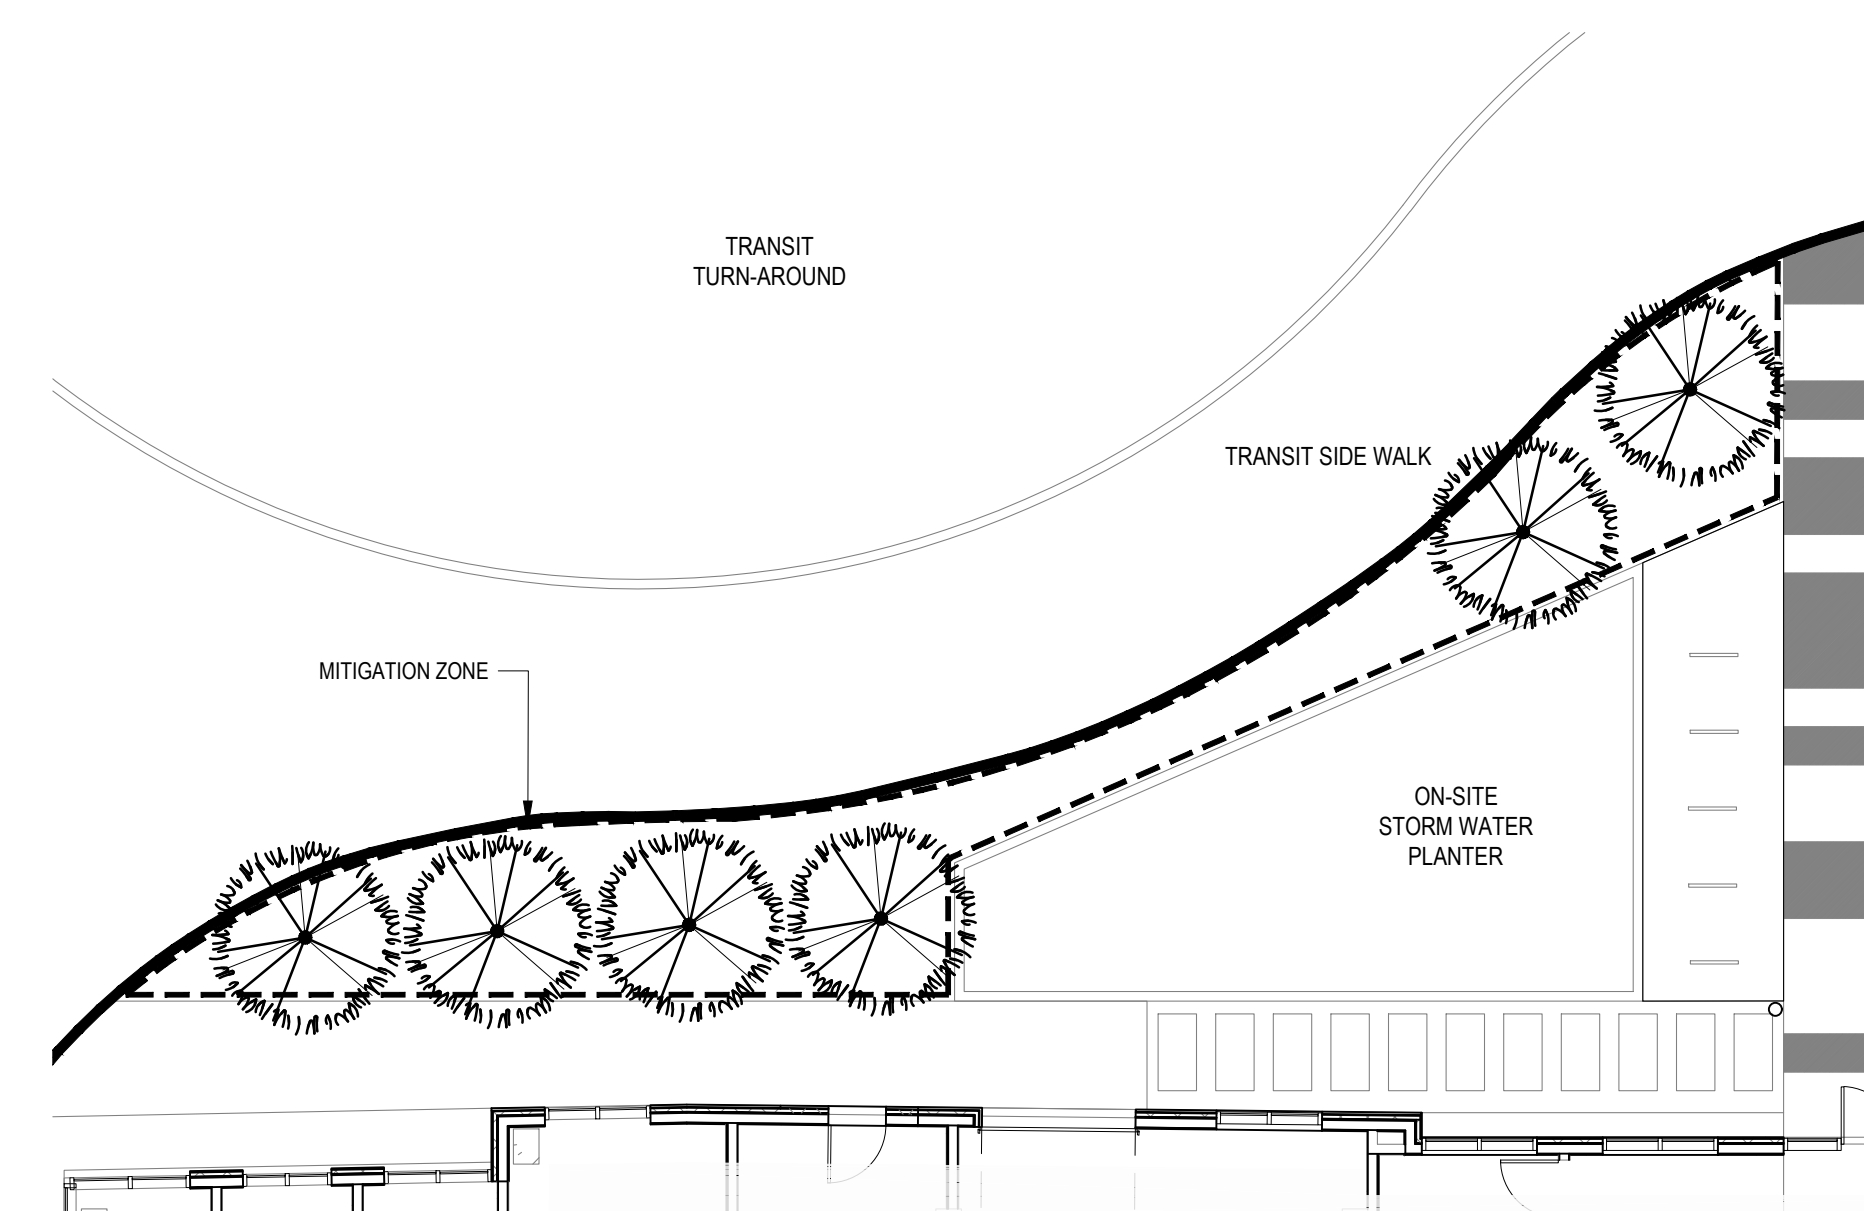 TRANSIT
TURN-AROUND
TRANSIT SIDE WALK
MITIGATION ZONE
ON-SITE
STORM WATER
PLANTER